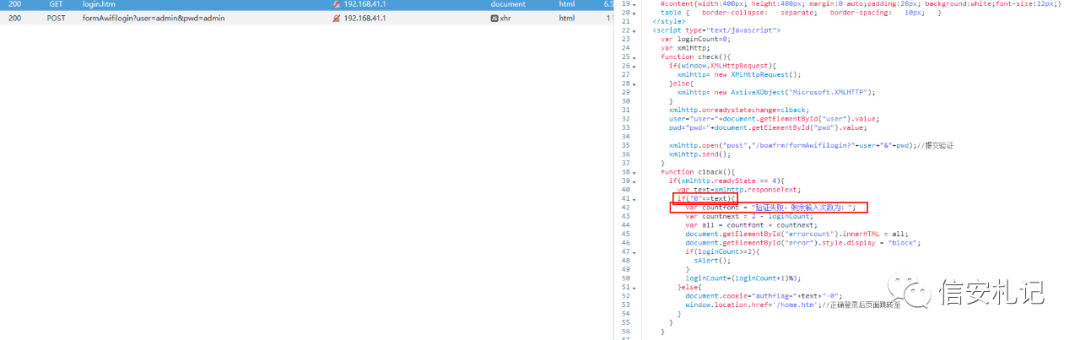 200 GET login.htm 192.168.41.1 document html 6.5
200 POST formAwifilogin?user=admin&pwd=admin 192.168.41.1 xhr html 1
19 #content{width:400px; height:400px; margin:0 auto;padding:20px; background:white;font-size:12px;}
20 table { border-collapse: separate; border-spacing: 10px; }
21 </style>
22 <script type="text/javascript">
23 var loginCount=0;
24 var xmlhttp;
25 function check(){
26 if(window.XMLHttpRequest){
27 xmlhttp= new XMLHttpRequest();
28 }else{
29 xmlhttp= new AxtiveXObject("Microsoft.XMLHTTP");
30 }
31 xmlhttp.onreadystatechange=clback;
32 user="user="+document.getElementById("user").value;
33 pwd="pwd="+document.getElementById("pwd").value;
34
35 xmlhttp.open("post","/boafrm/formAwifilogin?"+user+"&"+pwd);//提交验证
36 xmlhttp.send();
37 }
38 function clback(){
39 if(xmlhttp.readyState == 4){
40 var text=xmlhttp.responseText;
41 if("0"==text){
42 var countfont = "验证失败，剩余输入次数为：";
43 var countnext = 2 - loginCount;
44 var all = countfont + countnext;
45 document.getElementById("errorcount").innerHTML = all;
46 document.getElementById("error").style.display = "block";
47 if(loginCount>=2){
48 sAlert();
49 }
50 loginCount=(loginCount+1)%3;
51 }else{
52 document.cookie="authflag="+text+"-0";
53 window.location.href='/home.htm';//正确登录后页面跳转至
54 }
55 }
56 }
57
信安札记